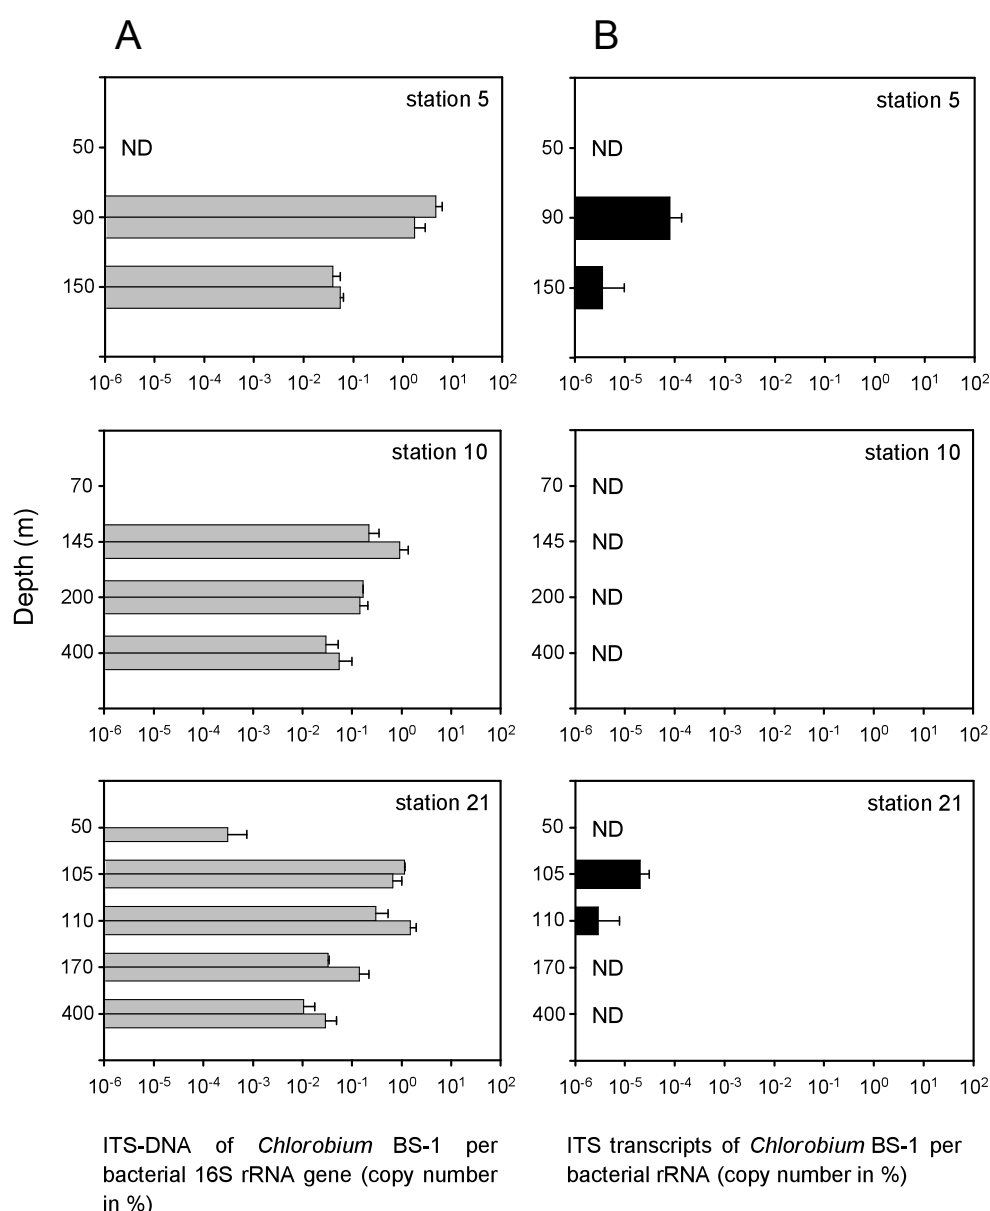 A
B
station 5
50
ND
90
150
10-6 10-5 10-4 10-3 10-2 10-1 100 101 102
station 5
50
ND
90
150
10-6 10-5 10-4 10-3 10-2 10-1 100 101 102
Depth (m)
station 10
70
145
200
400
10-6 10-5 10-4 10-3 10-2 10-1 100 101 102
station 10
70 ND
145 ND
200 ND
400 ND
10-6 10-5 10-4 10-3 10-2 10-1 100 101 102
station 21
50
105
110
170
400
10-6 10-5 10-4 10-3 10-2 10-1 100 101 102
station 21
50 ND
105
110
170 ND
400 ND
10-6 10-5 10-4 10-3 10-2 10-1 100 101 102
ITS-DNA of Chlorobium BS-1 per
bacterial 16S rRNA gene (copy number
in %)
ITS transcripts of Chlorobium BS-1 per
bacterial rRNA (copy number in %)